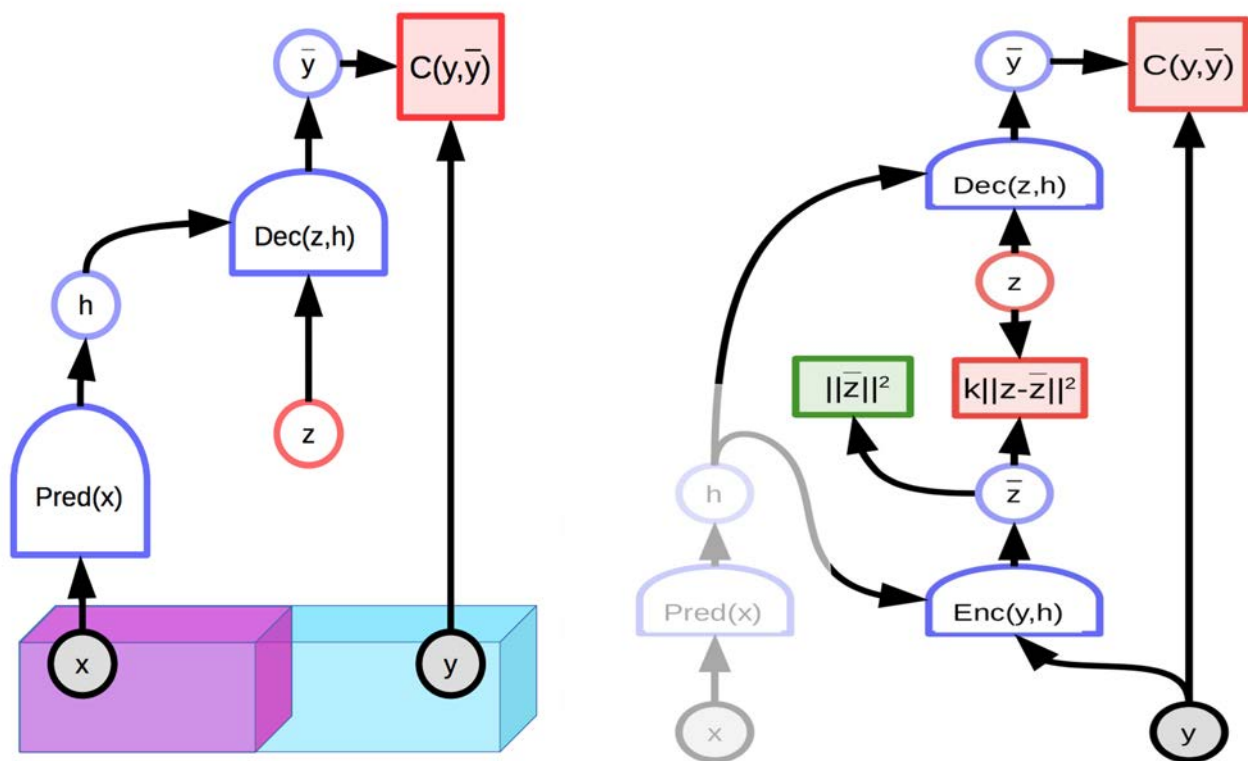 ȳ
C(y,ȳ)
Dec(z,h)
h
z
Pred(x)
x
y
ȳ
C(y,ȳ)
Dec(z,h)
z
||z̄||²
k||z-z̄||²
h
z̄
Pred(x)
Enc(y,h)
x
y